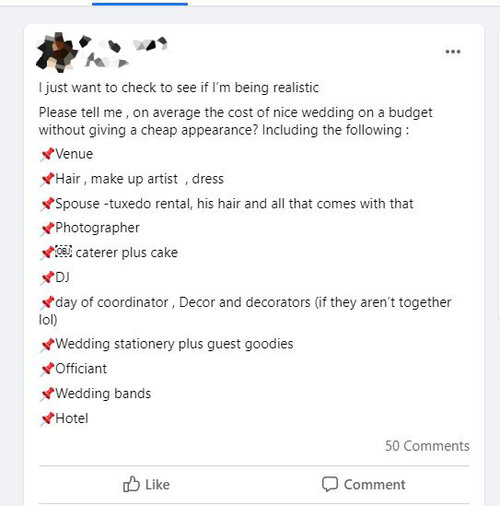 I just want to check to see if I'm being realistic
Please tell me , on average the cost of nice wedding on a budget
without giving a cheap appearance? Including the following :
📌Venue
📌Hair , make up artist , dress
📌Spouse -tuxedo rental, his hair and all that comes with that
📌Photographer
📌￼ caterer plus cake
📌DJ
📌day of coordinator , Decor and decorators (if they aren't together
lol)
📌Wedding stationery plus guest goodies
📌Officiant
📌Wedding bands
📌Hotel
50 Comments
Like Comment